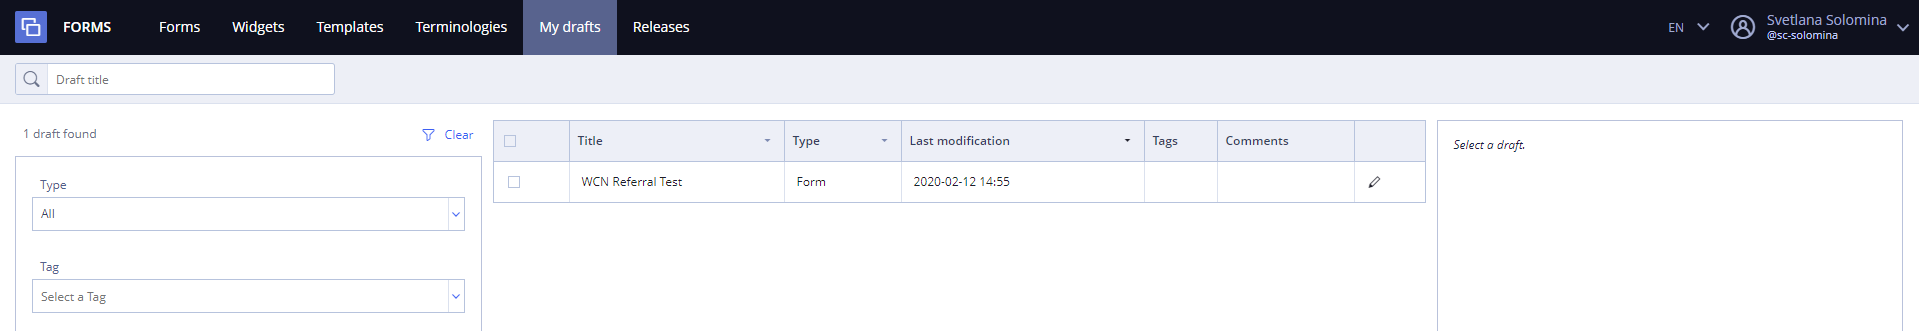 FORMS Forms Widgets Templates Terminologies My drafts Releases EN Svetlana Solomina
@sc-solomina
Draft title
1 draft found Clear
Type
All
Tag
Select a Tag
Title Type Last modification Tags Comments
WCN Referral Test Form 2020-02-12 14:55
Select a draft.